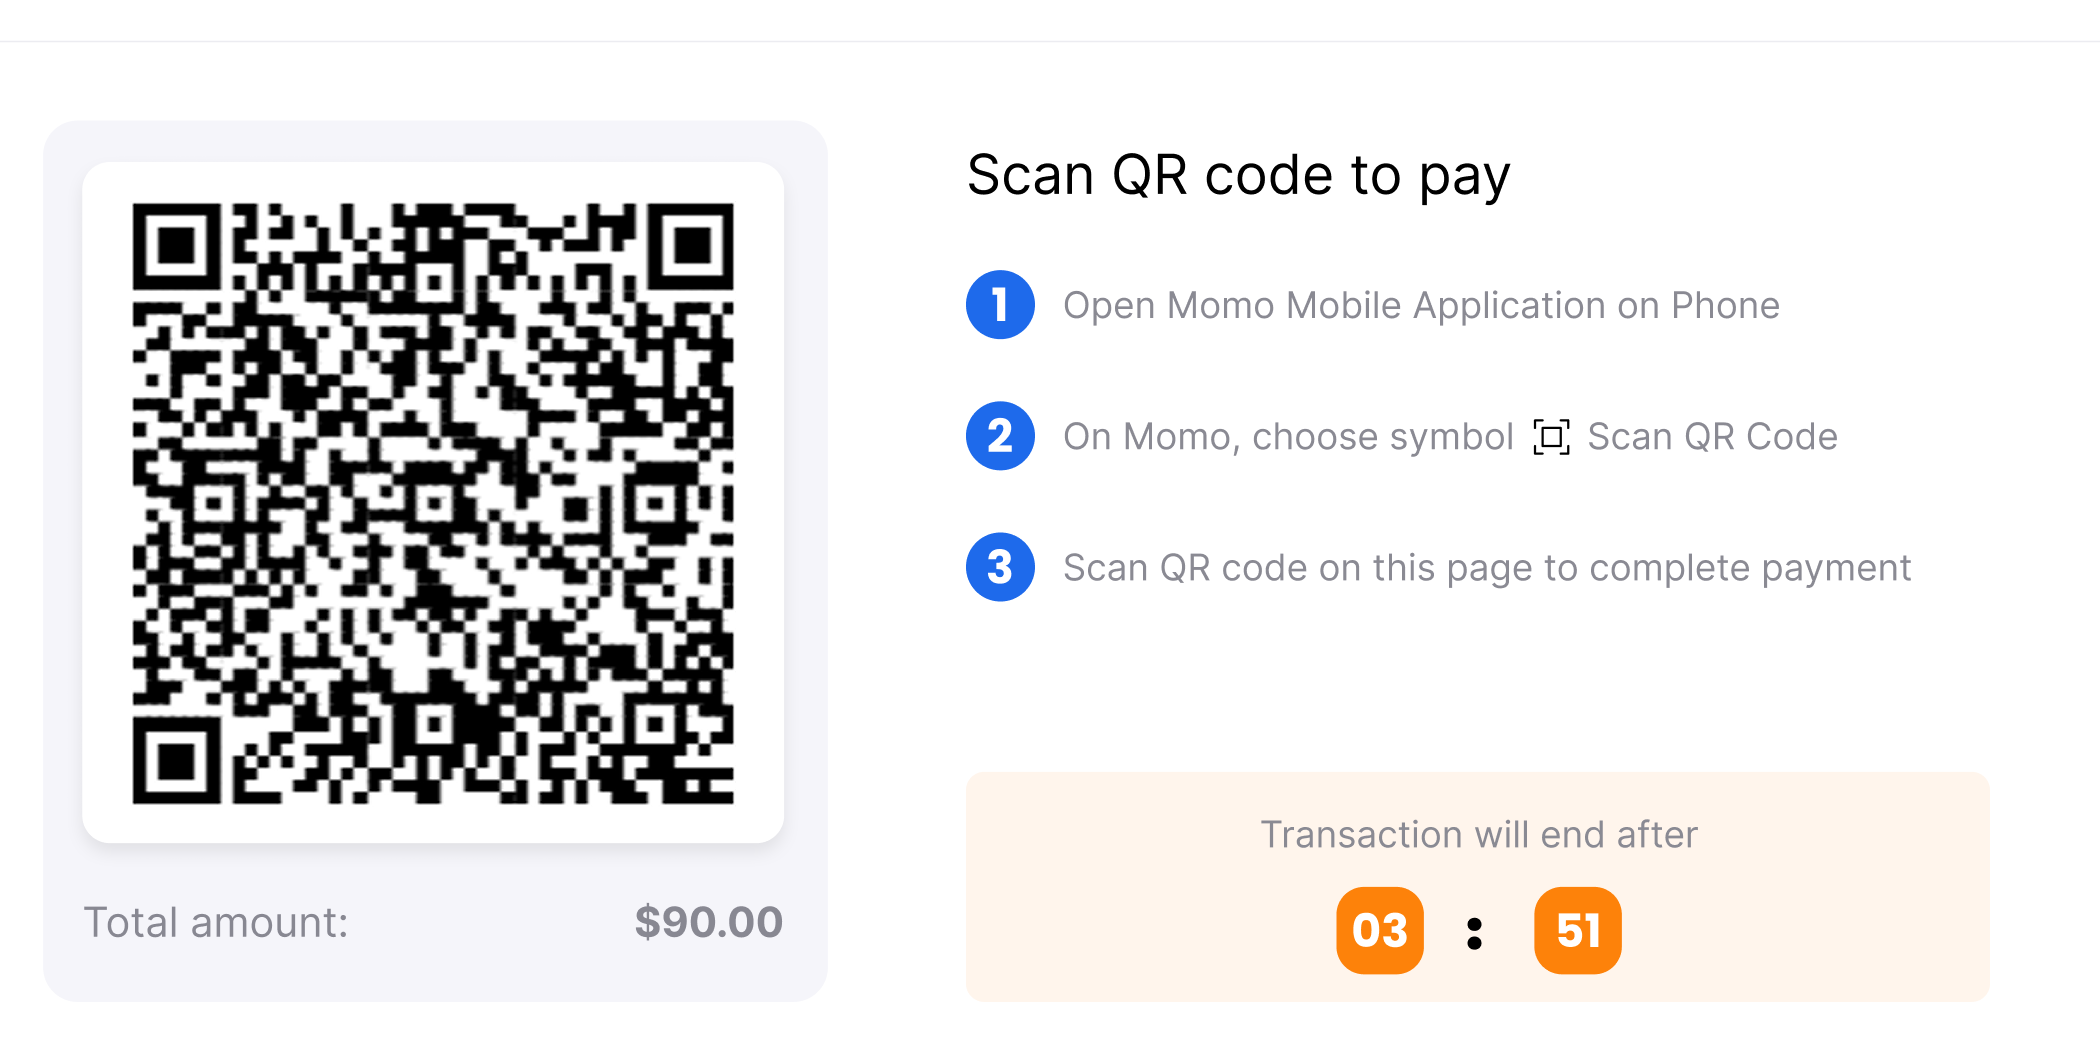 Scan QR code to pay
1 Open Momo Mobile Application on Phone
2 On Momo, choose symbol Scan QR Code
3 Scan QR code on this page to complete payment
Total amount: $90.00
Transaction will end after
03 : 51